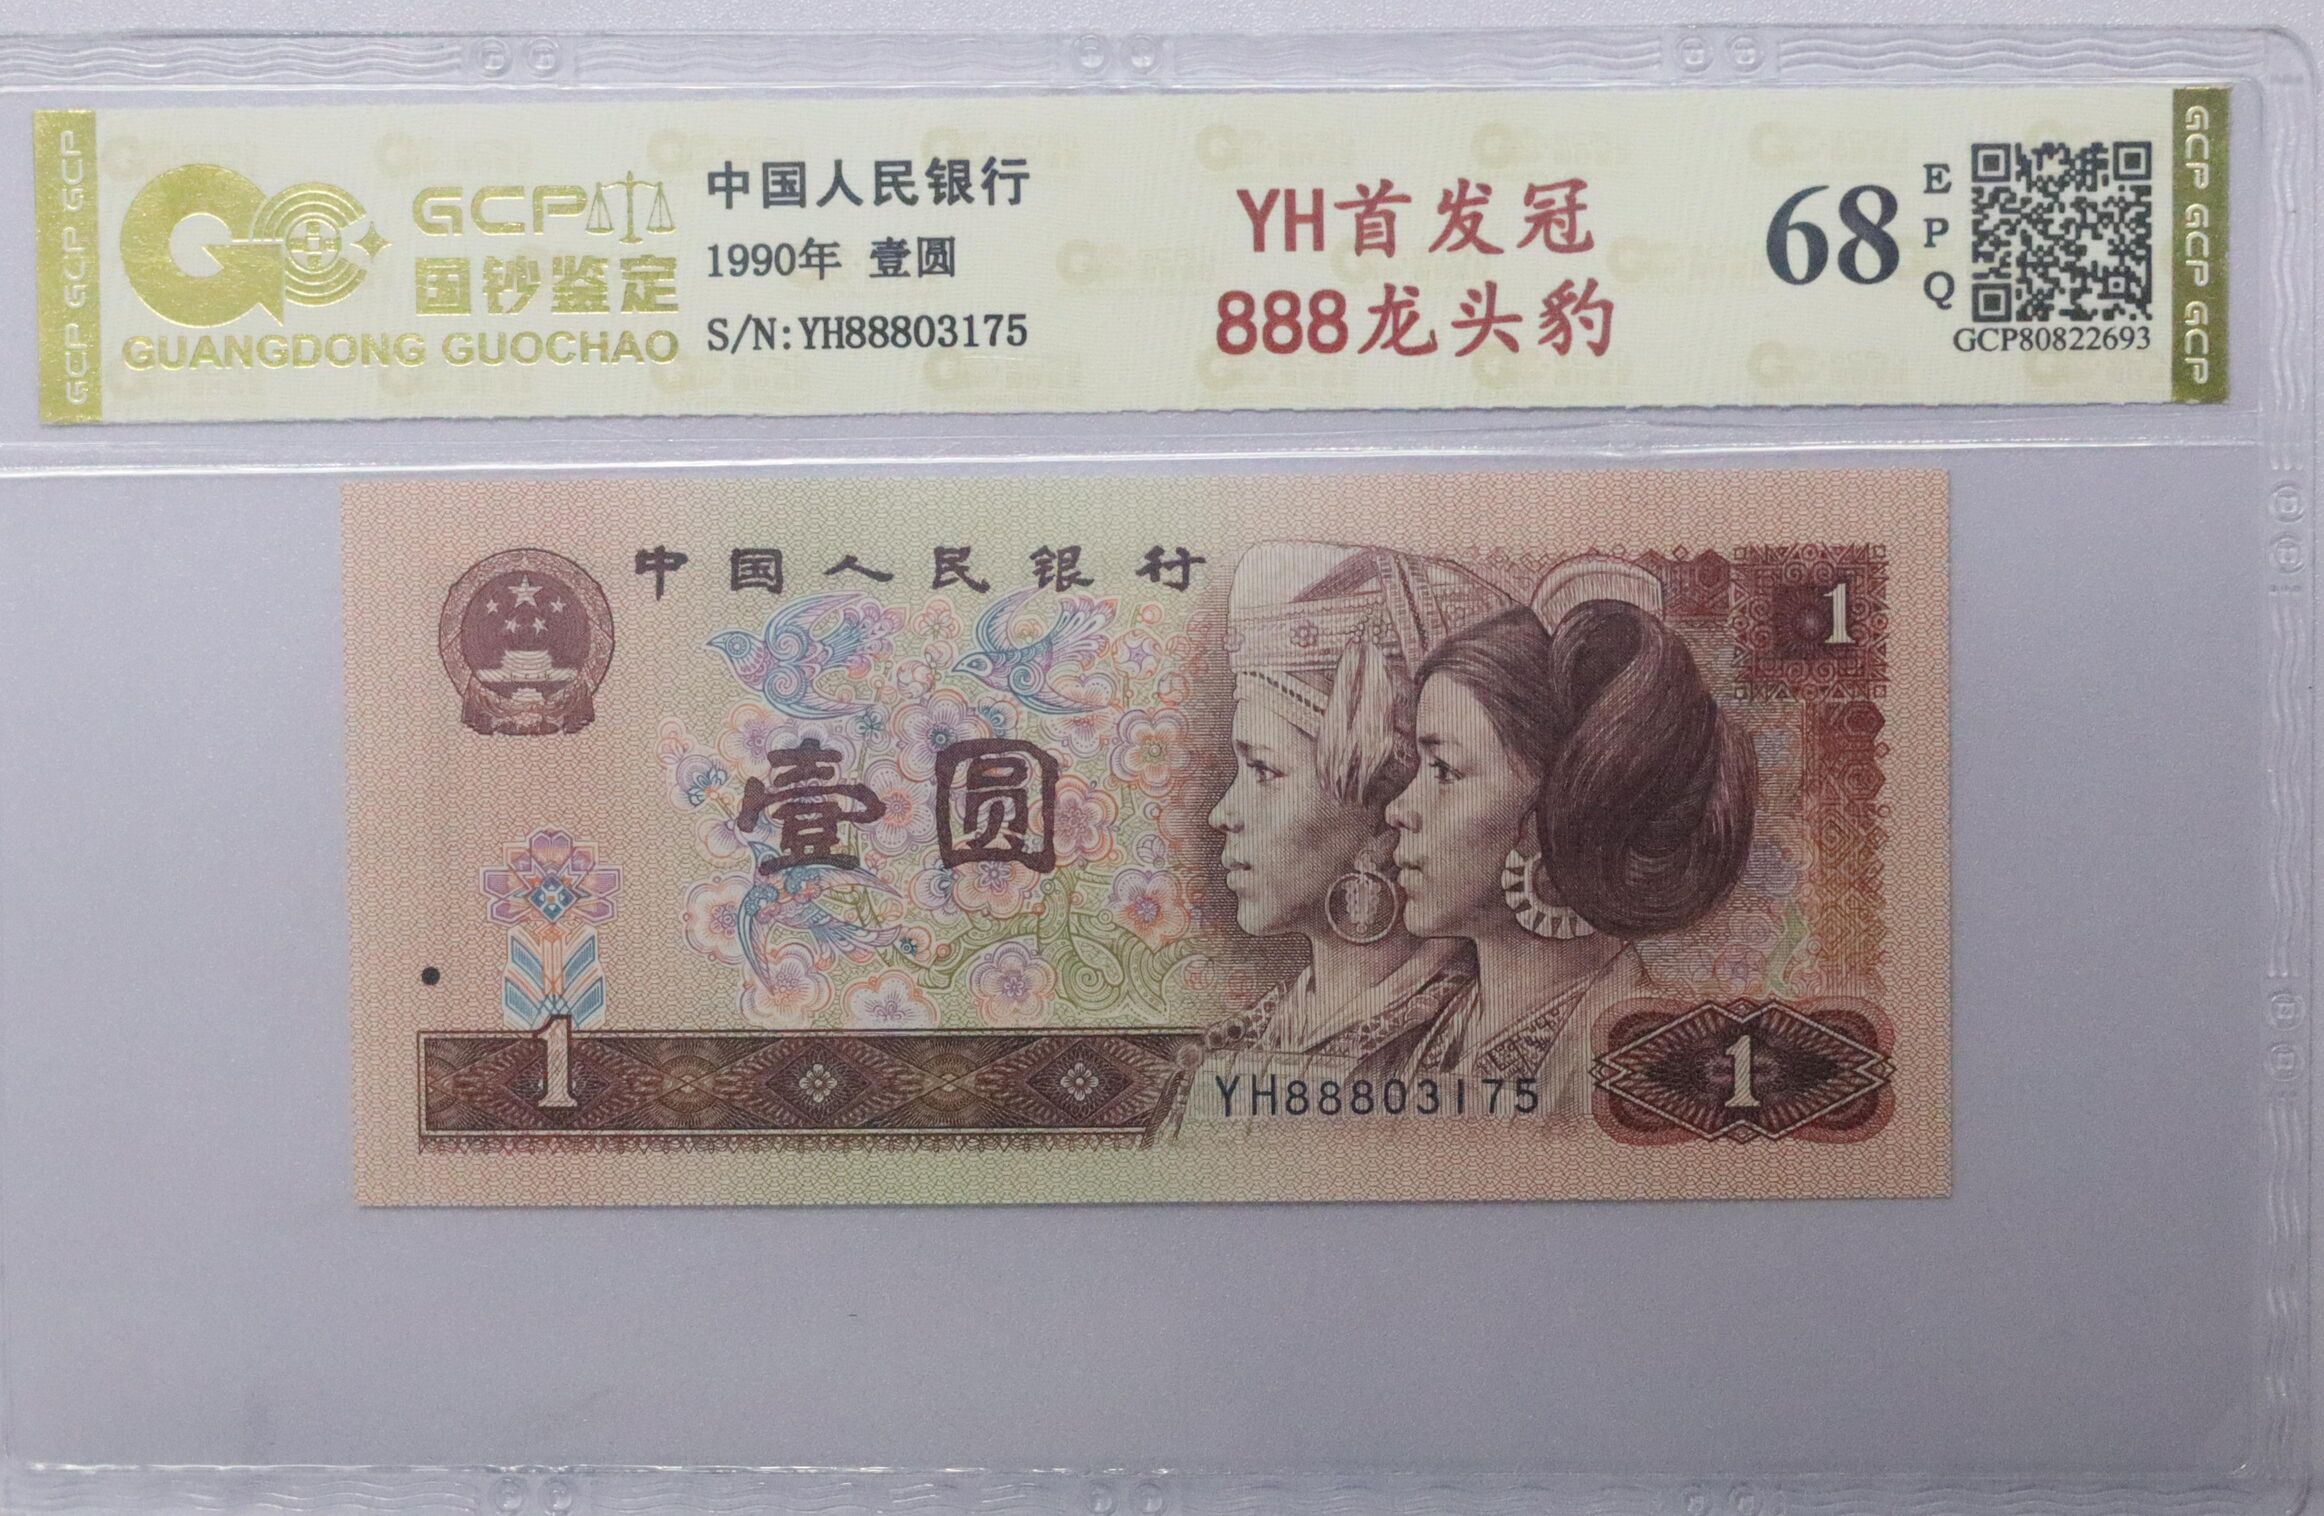 GCP GCP GCP
GCP
国钞鉴定
GUANGDONG GUOCHAO
中国人民银行
1990年 壹圆
S/N:YH88803175
YH首发冠
888龙头豹
68
EPQ
GCP80822693
GCP GCP GCP
中国人民银行
1
壹圆
1
YH88803175
1